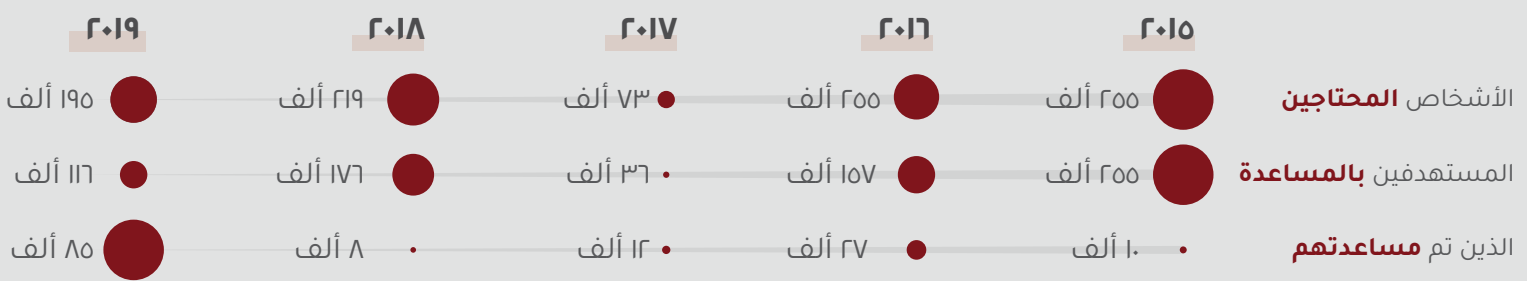 ٢٠١٥ ٢٠١٦ ٢٠١٧ ٢٠١٨ ٢٠١٩
الأشخاص المحتاجين ٢٥٥ ألف ٢٥٥ ألف ٧٣ ألف ٢١٩ ألف ١٩٥ ألف
المستهدفين بالمساعدة ٢٥٥ ألف ١٥٧ ألف ٣٦ ألف ١٧٦ ألف ١١٦ ألف
الذين تم مساعدتهم ١٠ ألف ٢٧ ألف ١٢ ألف ٨ ألف ٨٥ ألف